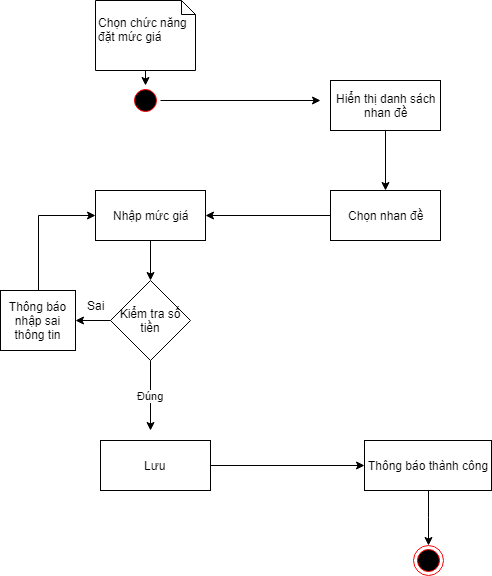 Chọn chức năng
đặt mức giá
Hiển thị danh sách
nhan đề
Nhập mức giá
Chọn nhan đề
Thông báo
nhập sai
thông tin
Sai
Kiểm tra số
tiền
Đúng
Lưu
Thông báo thành công